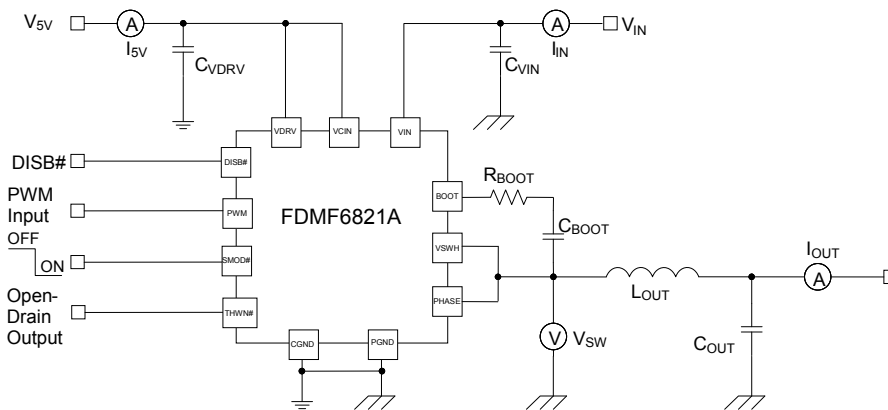 V5V
A
I5V
CVDRV
CVIN
A
IIN
VIN
VDRV
VCIN
VIN
DISB#
DISB#
PWM
Input
PWM
OFF
ON
SMOD#
Open-
Drain
Output
THWN#
FDMF6821A
BOOT
RBOOT
CBOOT
VSWH
PHASE
CGND
PGND
V
VSW
LOUT
IOUT
A
COUT